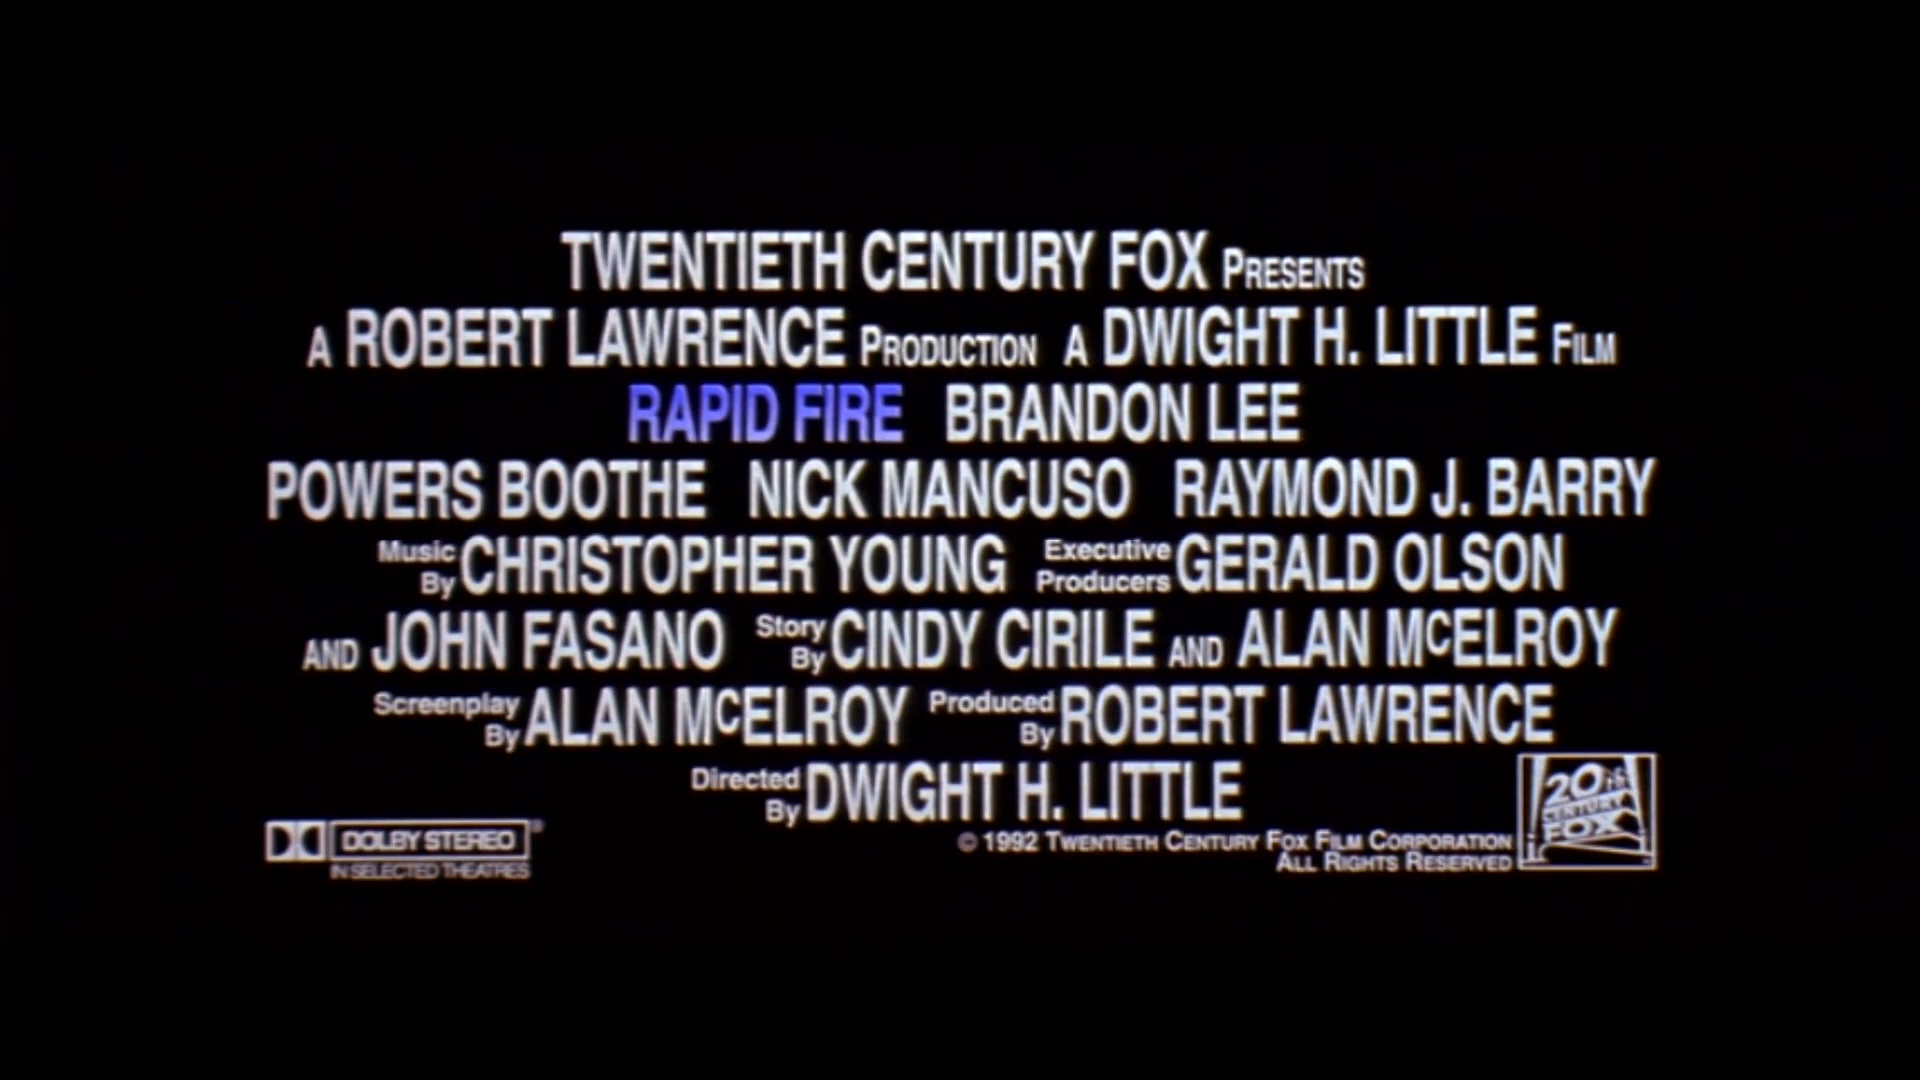 TWENTIETH CENTURY FOX PRESENTS
A ROBERT LAWRENCE PRODUCTION A DWIGHT H. LITTLE FILM
RAPID FIRE BRANDON LEE
POWERS BOOTHE NICK MANCUSO RAYMOND J. BARRY
Music By CHRISTOPHER YOUNG Executive Producers GERALD OLSON
AND JOHN FASANO Story By CINDY CIRILE AND ALAN McELROY
Screenplay By ALAN McELROY Produced By ROBERT LAWRENCE
Directed By DWIGHT H. LITTLE
DOLBY STEREO ®
IN SELECTED THEATRES
© 1992 TWENTIETH CENTURY FOX FILM CORPORATION
ALL RIGHTS RESERVED
20th
CENTURY
FOX